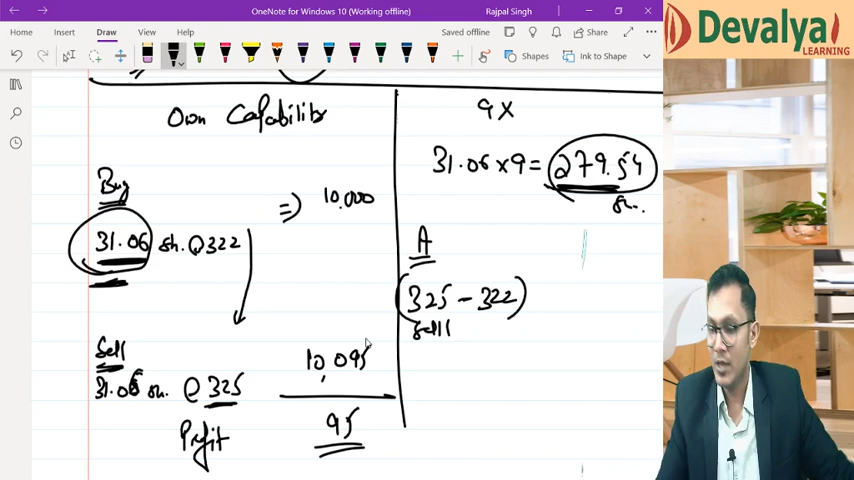 OneNote for Windows 10 (Working offline)
Rajpal Singh
Home Insert Draw View Help
Saved offline
Shapes
Ink to Shape
Devalya
LEARNING
Own Capability
9X
31.06 x 9 = 279.54
sh.
Buy
=> 10,000
31.06 sh. @322
A
(325 - 322)
Sell
Sell
10,095
31.06 sh. @ 325
Profit
95